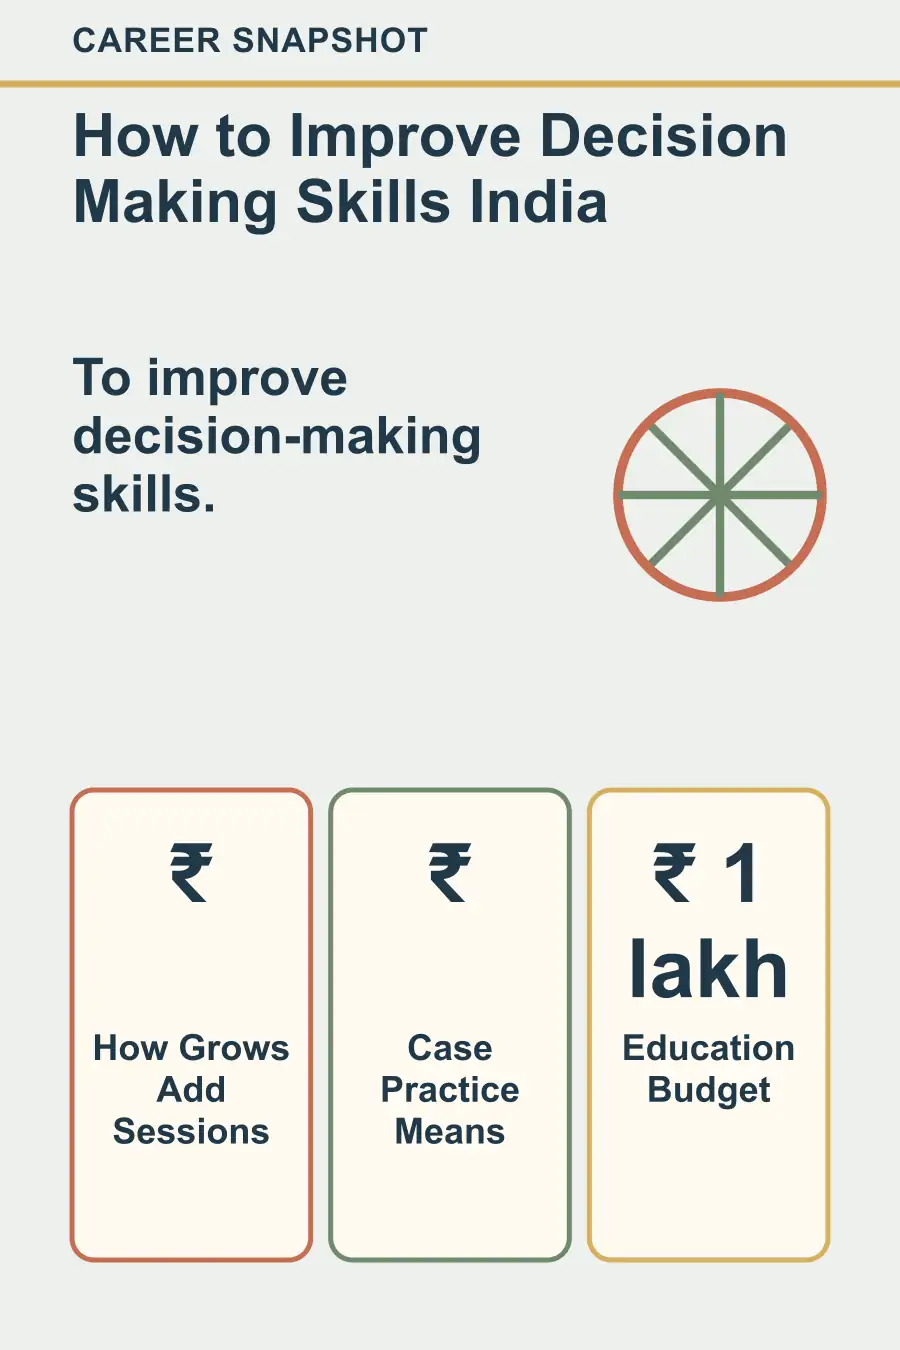 CAREER SNAPSHOT
How to Improve Decision
Making Skills India
To improve
decision-making
skills.
₹
How Grows
Add
Sessions
₹
Case
Practice
Means
₹ 1
lakh
Education
Budget